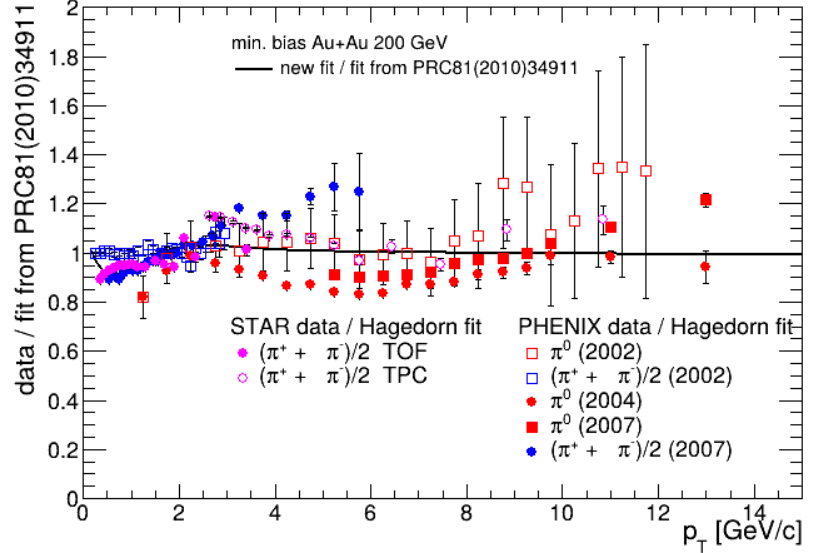 data / fit from PRC81(2010)34911
2
1.8
1.6
1.4
1.2
1
0.8
0.6
0.4
0.2
0
min. bias Au+Au 200 GeV
new fit / fit from PRC81(2010)34911
STAR data / Hagedorn fit
(π⁺ + π⁻)/2 TOF
(π⁺ + π⁻)/2 TPC
PHENIX data / Hagedorn fit
π⁰ (2002)
(π⁺ + π⁻)/2 (2002)
π⁰ (2004)
π⁰ (2007)
(π⁺ + π⁻)/2 (2007)
0 2 4 6 8 10 12 14
p_T [GeV/c]